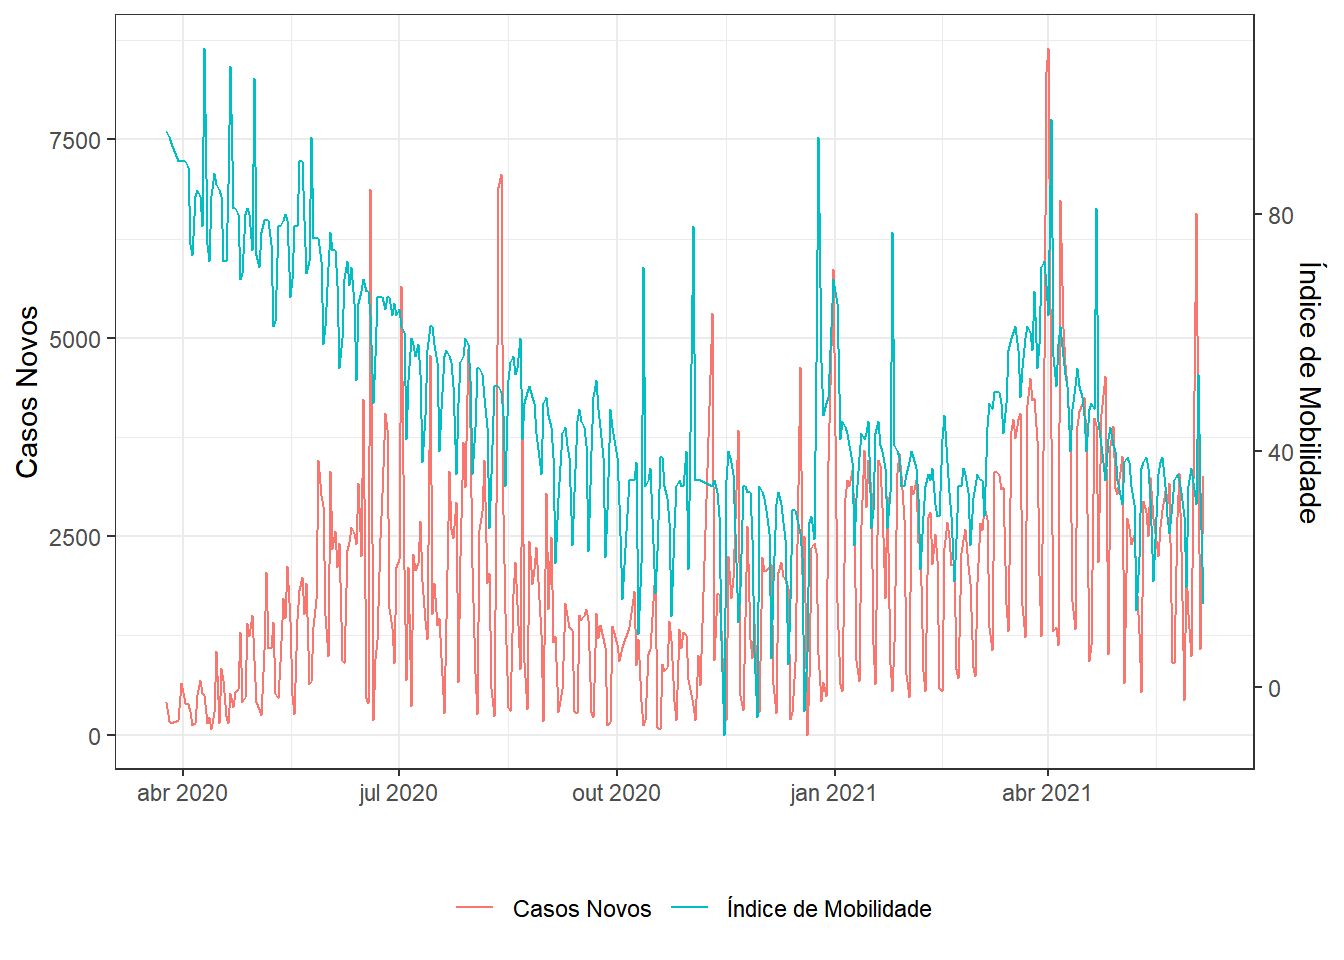 7500
5000
2500
0
Casos Novos
80
40
0
Índice de Mobilidade
abr 2020
jul 2020
out 2020
jan 2021
abr 2021
Casos Novos
Índice de Mobilidade